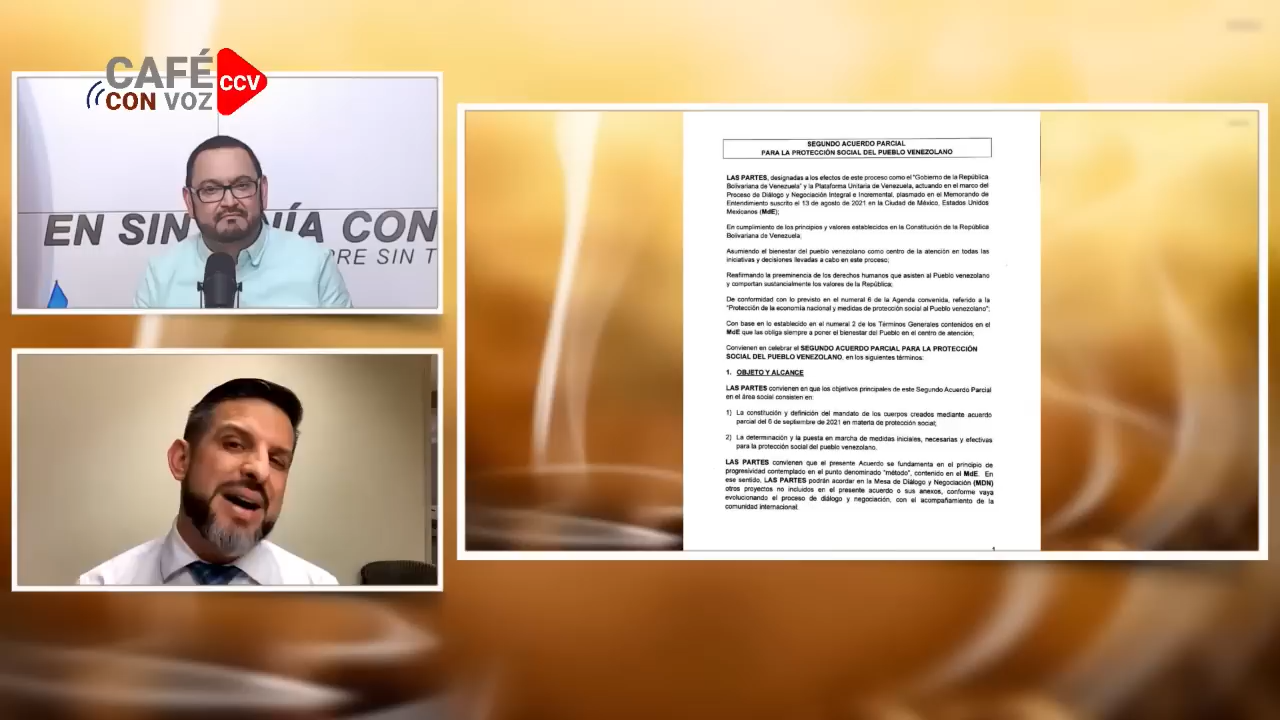 CAFÉ
CON VOZ
CCV
EN SIN ÍA CON
RE SIN T
SEGUNDO ACUERDO PARCIAL
PARA LA PROTECCIÓN SOCIAL DEL PUEBLO VENEZOLANO
LAS PARTES, designadas a los efectos de este proceso como el "Gobierno de la República
Bolivariana de Venezuela" y la Plataforma Unitaria de Venezuela, actuando en el marco del
Proceso de Diálogo y Negociación Integral e Incremental, plasmado en el Memorando de
Entendimiento suscrito el 13 de agosto de 2021 en la Ciudad de México, Estados Unidos
Mexicanos (MdE);
En cumplimiento de los principios y valores establecidos en la Constitución de la República
Bolivariana de Venezuela;
Asumiendo el bienestar del pueblo venezolano como centro de la atención en todas las
iniciativas y decisiones llevadas a cabo en este proceso;
Reafirmando la preeminencia de los derechos humanos que asisten al Pueblo venezolano
y comportan sustancialmente los valores de la República;
De conformidad con lo previsto en el numeral 6 de la Agenda convenida, referido a la
"Protección de la economía nacional y medidas de protección social al Pueblo venezolano";
Con base en lo establecido en el numeral 2 de los Términos Generales contenidos en el
MdE que las obliga siempre a poner el bienestar del Pueblo en el centro de atención;
Convienen en celebrar el SEGUNDO ACUERDO PARCIAL PARA LA PROTECCIÓN
SOCIAL DEL PUEBLO VENEZOLANO, en los siguientes términos:
1. OBJETO Y ALCANCE
LAS PARTES convienen en que los objetivos principales de este Segundo Acuerdo Parcial
en el área social consisten en:
1) La constitución y definición del mandato de los cuerpos creados mediante acuerdo
parcial del 6 de septiembre de 2021 en materia de protección social;
2) La determinación y la puesta en marcha de medidas iniciales, necesarias y efectivas
para la protección social del pueblo venezolano.
LAS PARTES convienen que el presente Acuerdo se fundamenta en el principio de
progresividad contemplado en el punto denominado "método", contenido en el MdE. En
ese sentido, LAS PARTES podrán acordar en la Mesa de Diálogo y Negociación (MDN)
otros proyectos no incluidos en el presente acuerdo o sus anexos, conforme vaya
evolucionando el proceso de diálogo y negociación, con el acompañamiento de la
comunidad internacional.